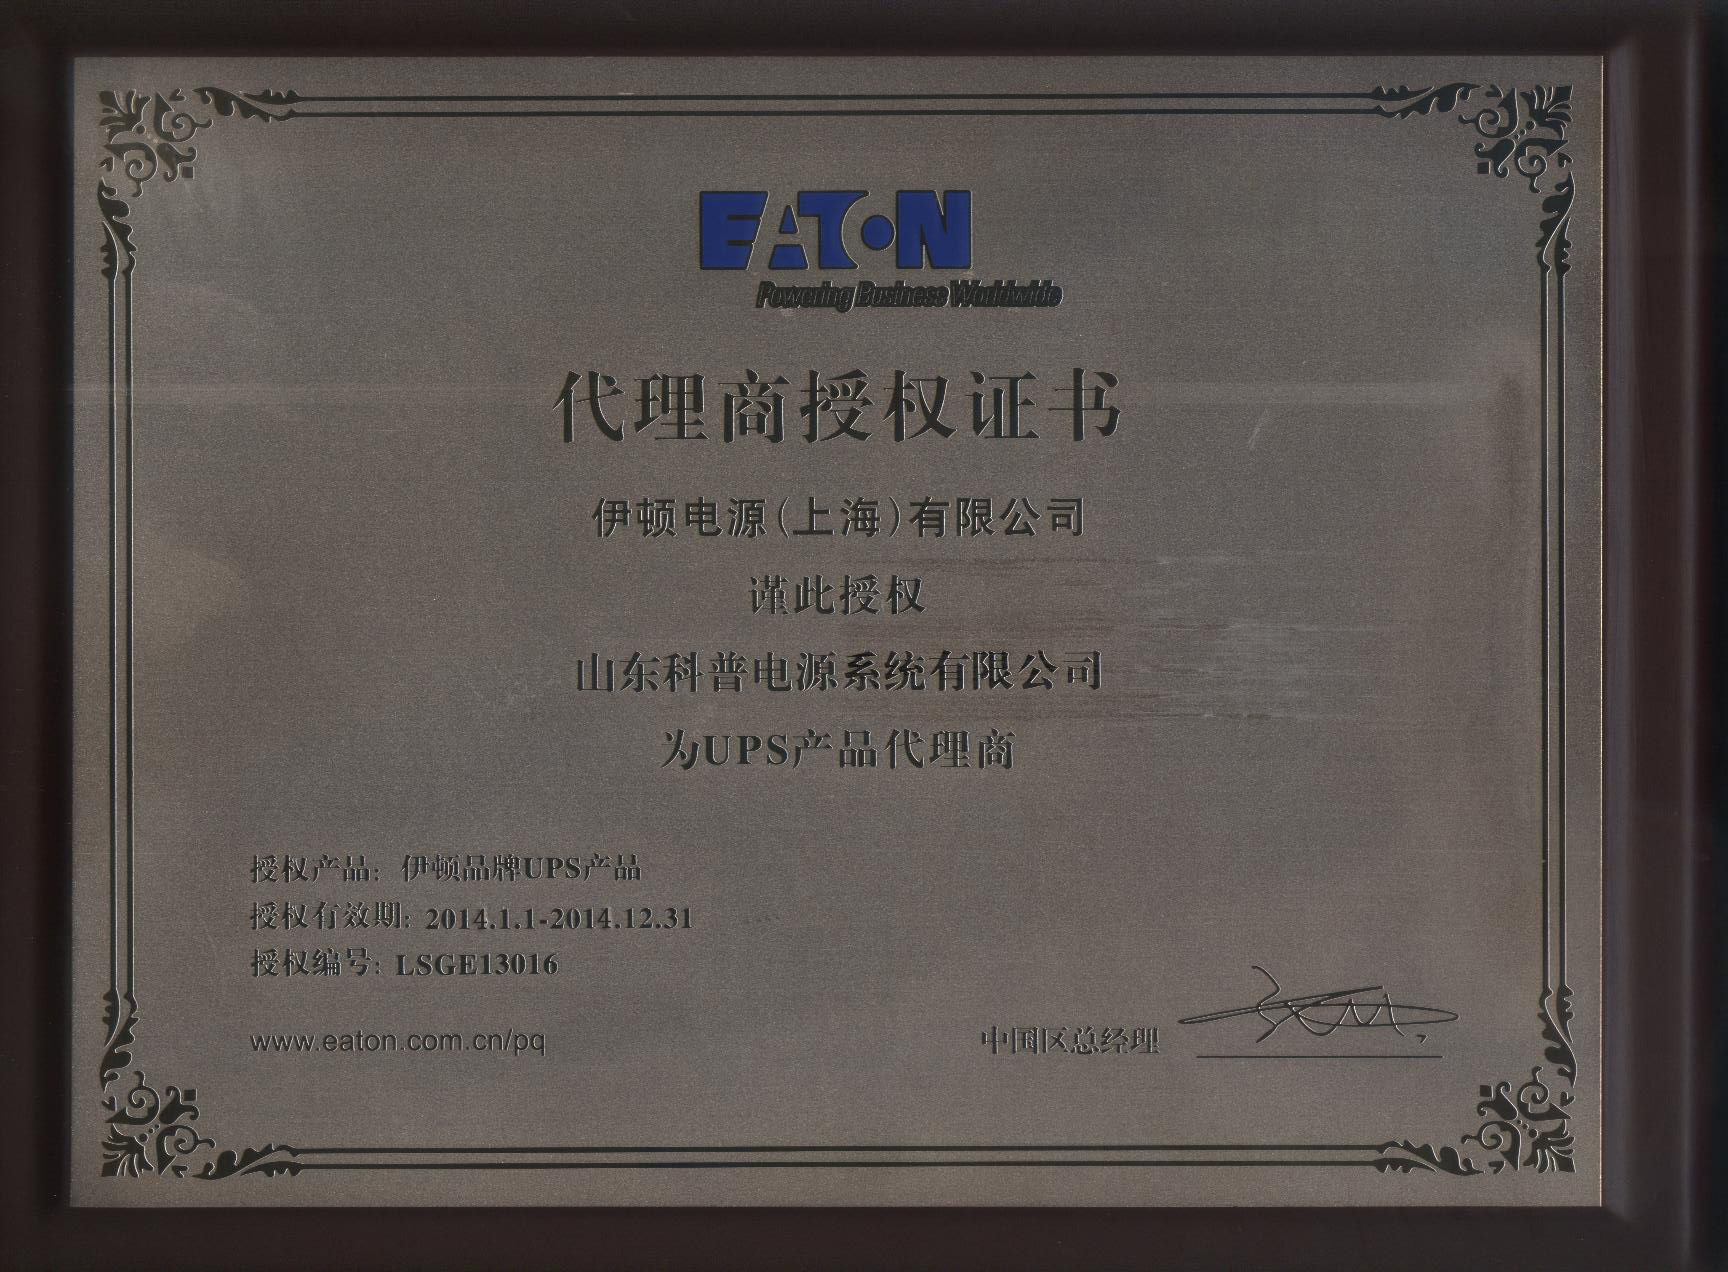 EATON
Powering Business Worldwide
代理商授权证书
伊顿电源(上海)有限公司
谨此授权
山东科普电源系统有限公司
为UPS产品代理商
授权产品: 伊顿品牌UPS产品
授权有效期: 2014.1.1-2014.12.31
授权编号: LSGE13016
www.eaton.com.cn/pq
中国区总经理